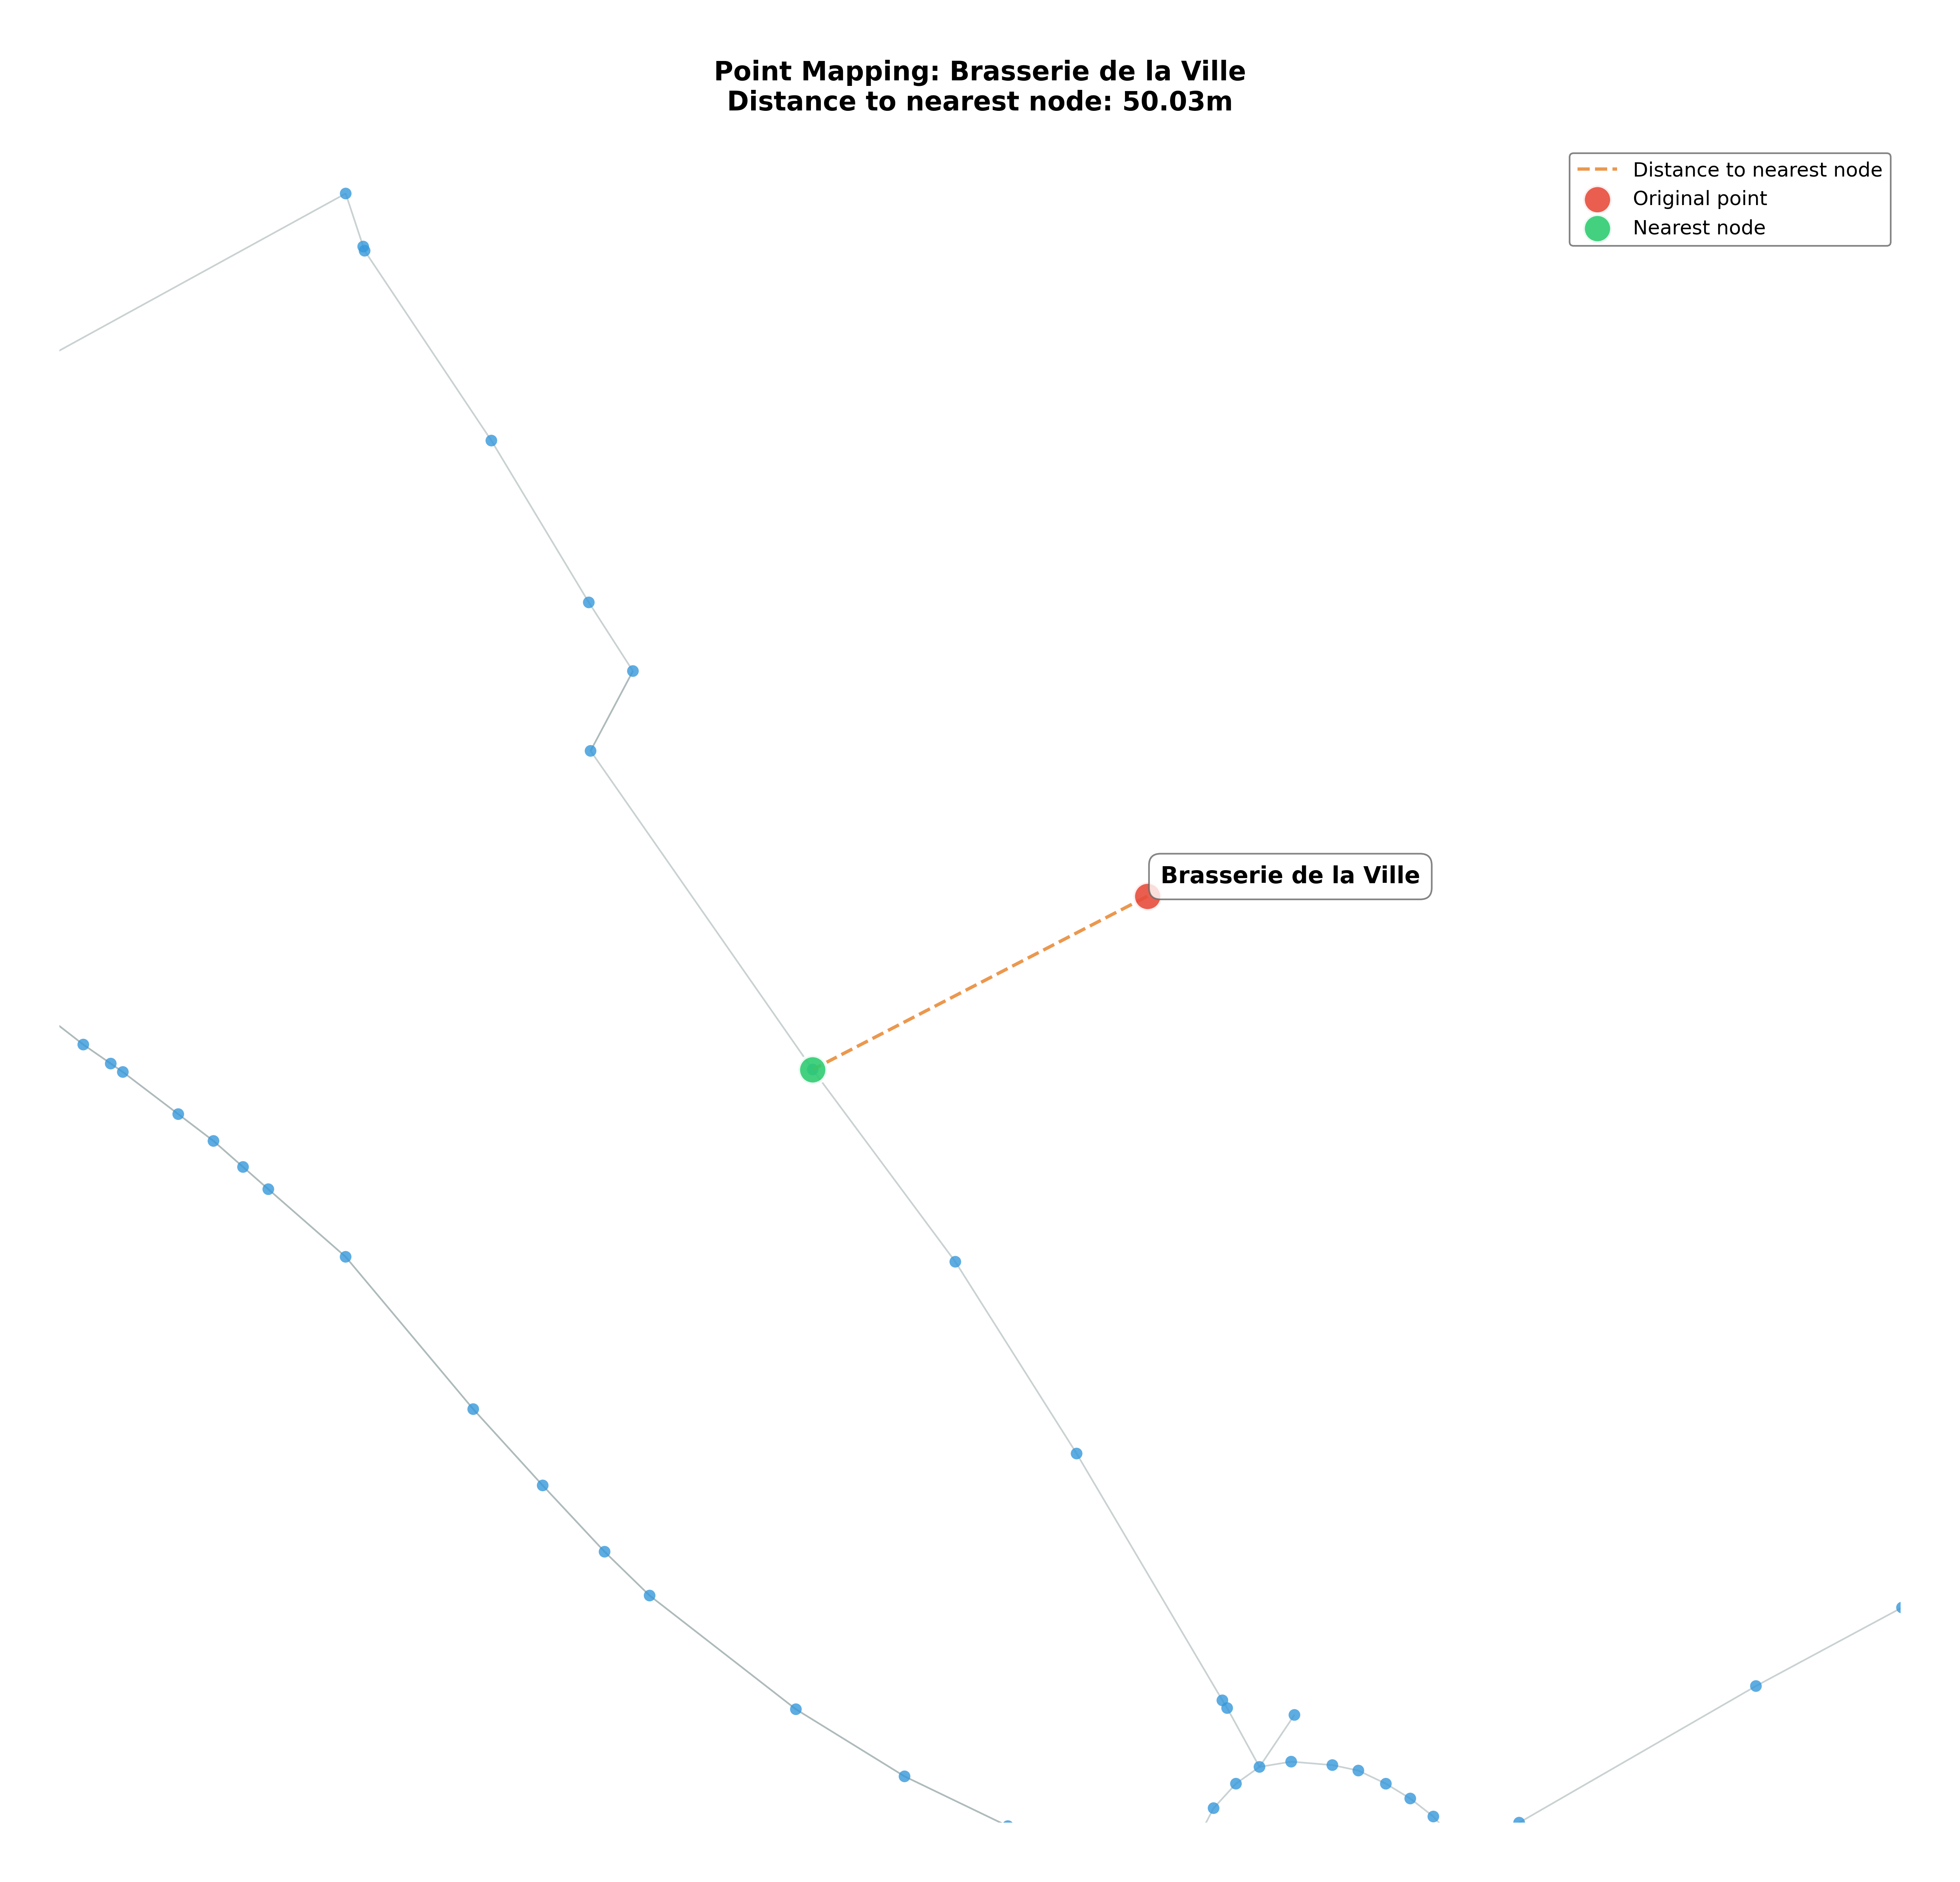 Point Mapping: Brasserie de la Ville
Distance to nearest node: 50.03m
Distance to nearest node
Original point
Nearest node
Brasserie de la Ville